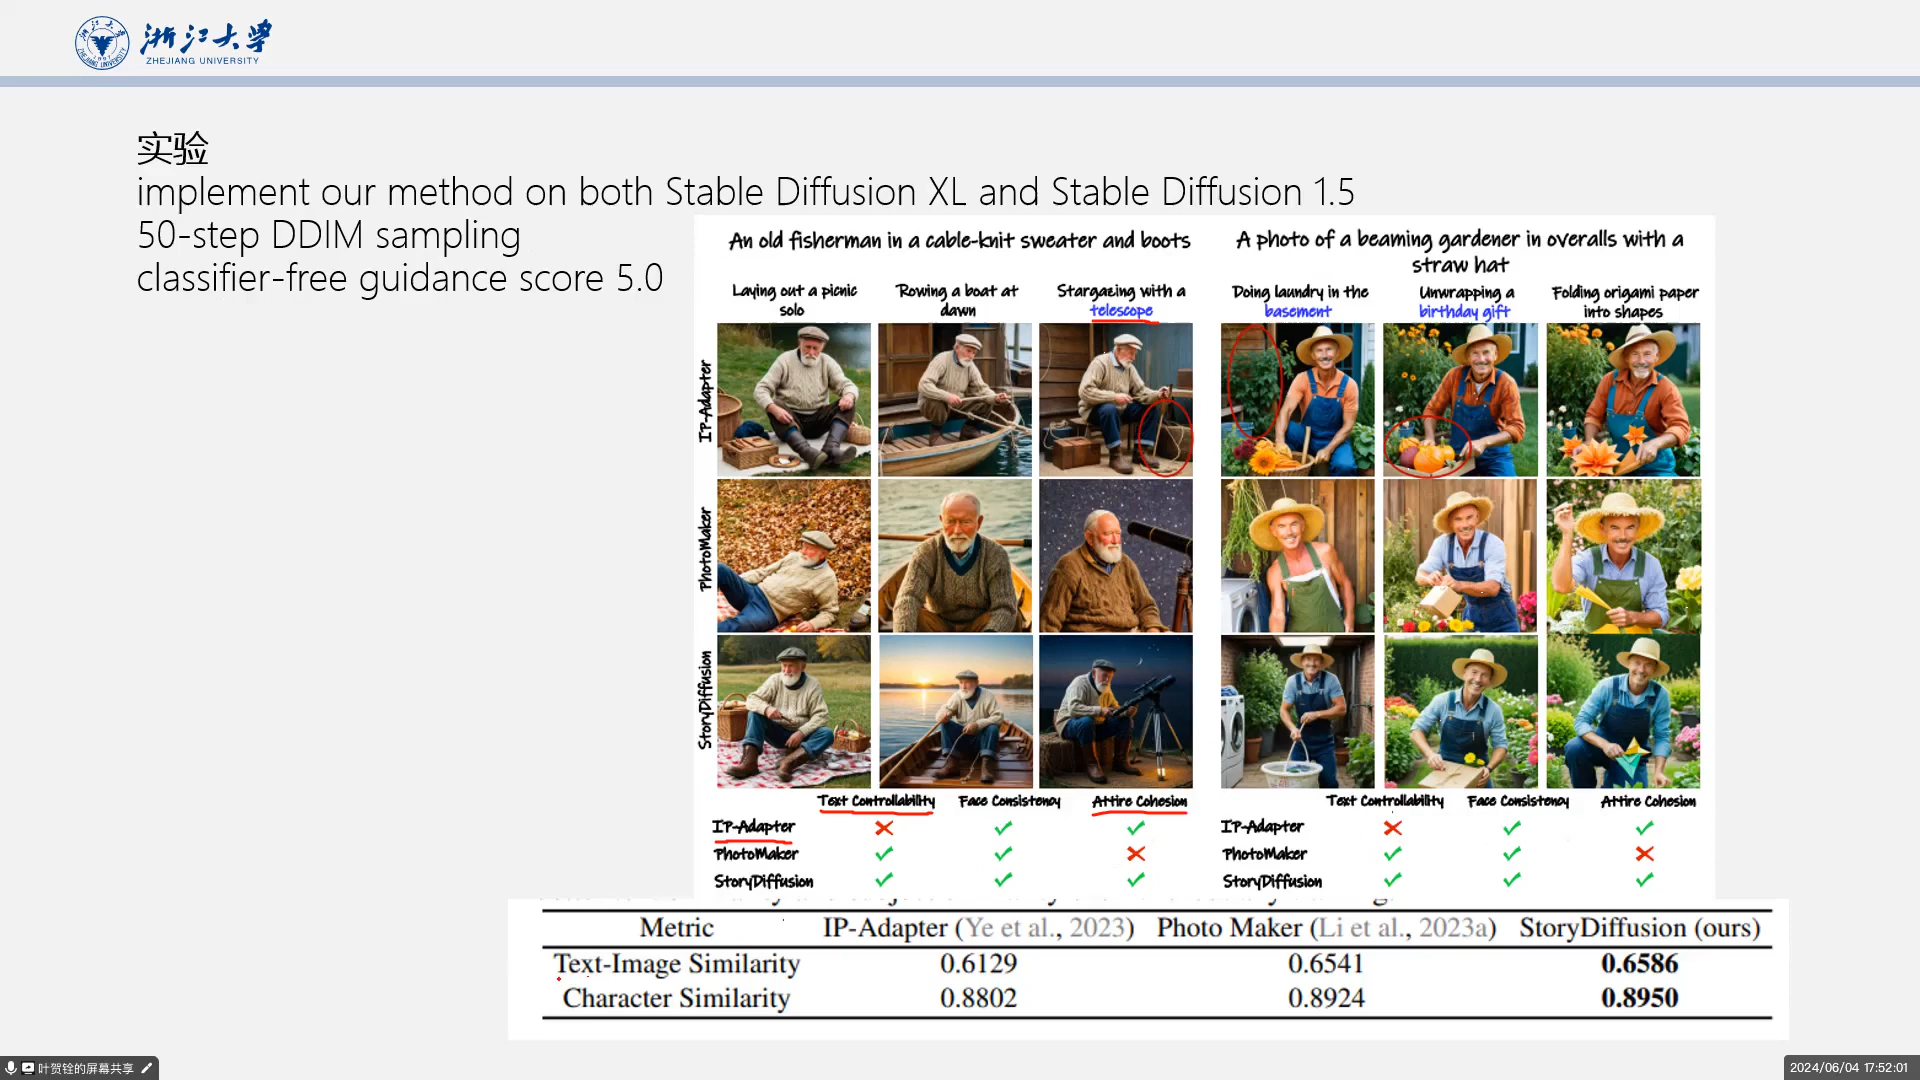 浙江大学
ZHEJIANG UNIVERSITY
实验
implement our method on both Stable Diffusion XL and Stable Diffusion 1.5
50-step DDIM sampling
classifier-free guidance score 5.0
An old fisherman in a cable-knit sweater and boots
Laying out a picnic
solo
Rowing a boat at
dawn
Stargazing with a
telescope
A photo of a beaming gardener in overalls with a
straw hat
Doing laundry in the
basement
Unwrapping a
birthday gift
Folding origami paper
into shapes
IP-Adapter
PhotoMaker
StoryDiffusion
Text Controllability Face Consistency Attire Cohesion
IP-Adapter
PhotoMaker
StoryDiffusion
Text Controllability Face Consistency Attire Cohesion
IP-Adapter
PhotoMaker
StoryDiffusion
Metric IP-Adapter (Ye et al., 2023) Photo Maker (Li et al., 2023a) StoryDiffusion (ours)
Text-Image Similarity 0.6129 0.6541 0.6586
Character Similarity 0.8802 0.8924 0.8950
叶贺铨的屏幕共享
2024/06/04 17:52:01